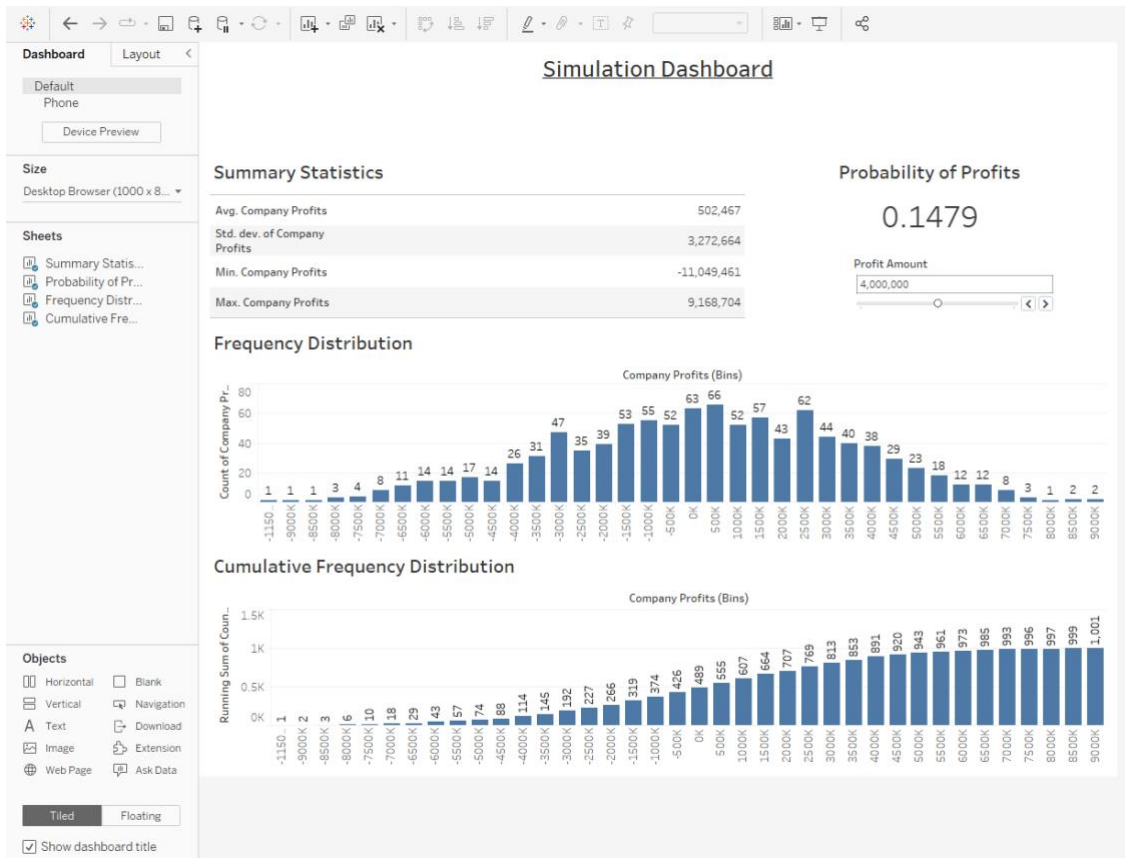 Dashboard Layout <
Default
Phone
Device Preview
Size
Desktop Browser (1000 x 8...
Sheets
Summary Statis...
Probability of Pr...
Frequency Distr...
Cumulative Fre...
Objects
Horizontal Blank
Vertical Navigation
A Text Download
Image Extension
Web Page Ask Data
Tiled Floating
Show dashboard title
Simulation Dashboard
Summary Statistics
Avg. Company Profits 502,467
Std. dev. of Company
Profits 3,272,664
Min. Company Profits -11,049,461
Max. Company Profits 9,168,704
Probability of Profits
0.1479
Profit Amount
4,000,000
Frequency Distribution
Company Profits (Bins)
Count of Company Pr..
80
60
40
20
0
1 1 1 3 4 8 11 14 14 17 14 26 31 47 35 39 53 55 52 63 66 52 57 43 62 44 40 38 29 23 18 12 12 8 3 1 2 2
-1150.. -9000K -8500K -8000K -7500K -7000K -6500K -6000K -5500K -5000K -4500K -4000K -3500K -3000K -2500K -2000K -1500K -1000K -500K 0K 500K 1000K 1500K 2000K 2500K 3000K 3500K 4000K 4500K 5000K 5500K 6000K 6500K 7000K 7500K 8000K 8500K 9000K
Cumulative Frequency Distribution
Company Profits (Bins)
Running Sum of Coun..
1.5K
1K
0.5K
0K
1 2 3 6 10 18 29 43 57 74 88 114 145 192 227 266 319 374 426 489 555 607 664 707 769 813 853 891 920 943 961 973 985 993 996 997 999 1,001
-1150.. -9000K -8500K -8000K -7500K -7000K -6500K -6000K -5500K -5000K -4500K -4000K -3500K -3000K -2500K -2000K -1500K -1000K -500K 0K 500K 1000K 1500K 2000K 2500K 3000K 3500K 4000K 4500K 5000K 5500K 6000K 6500K 7000K 7500K 8000K 8500K 9000K